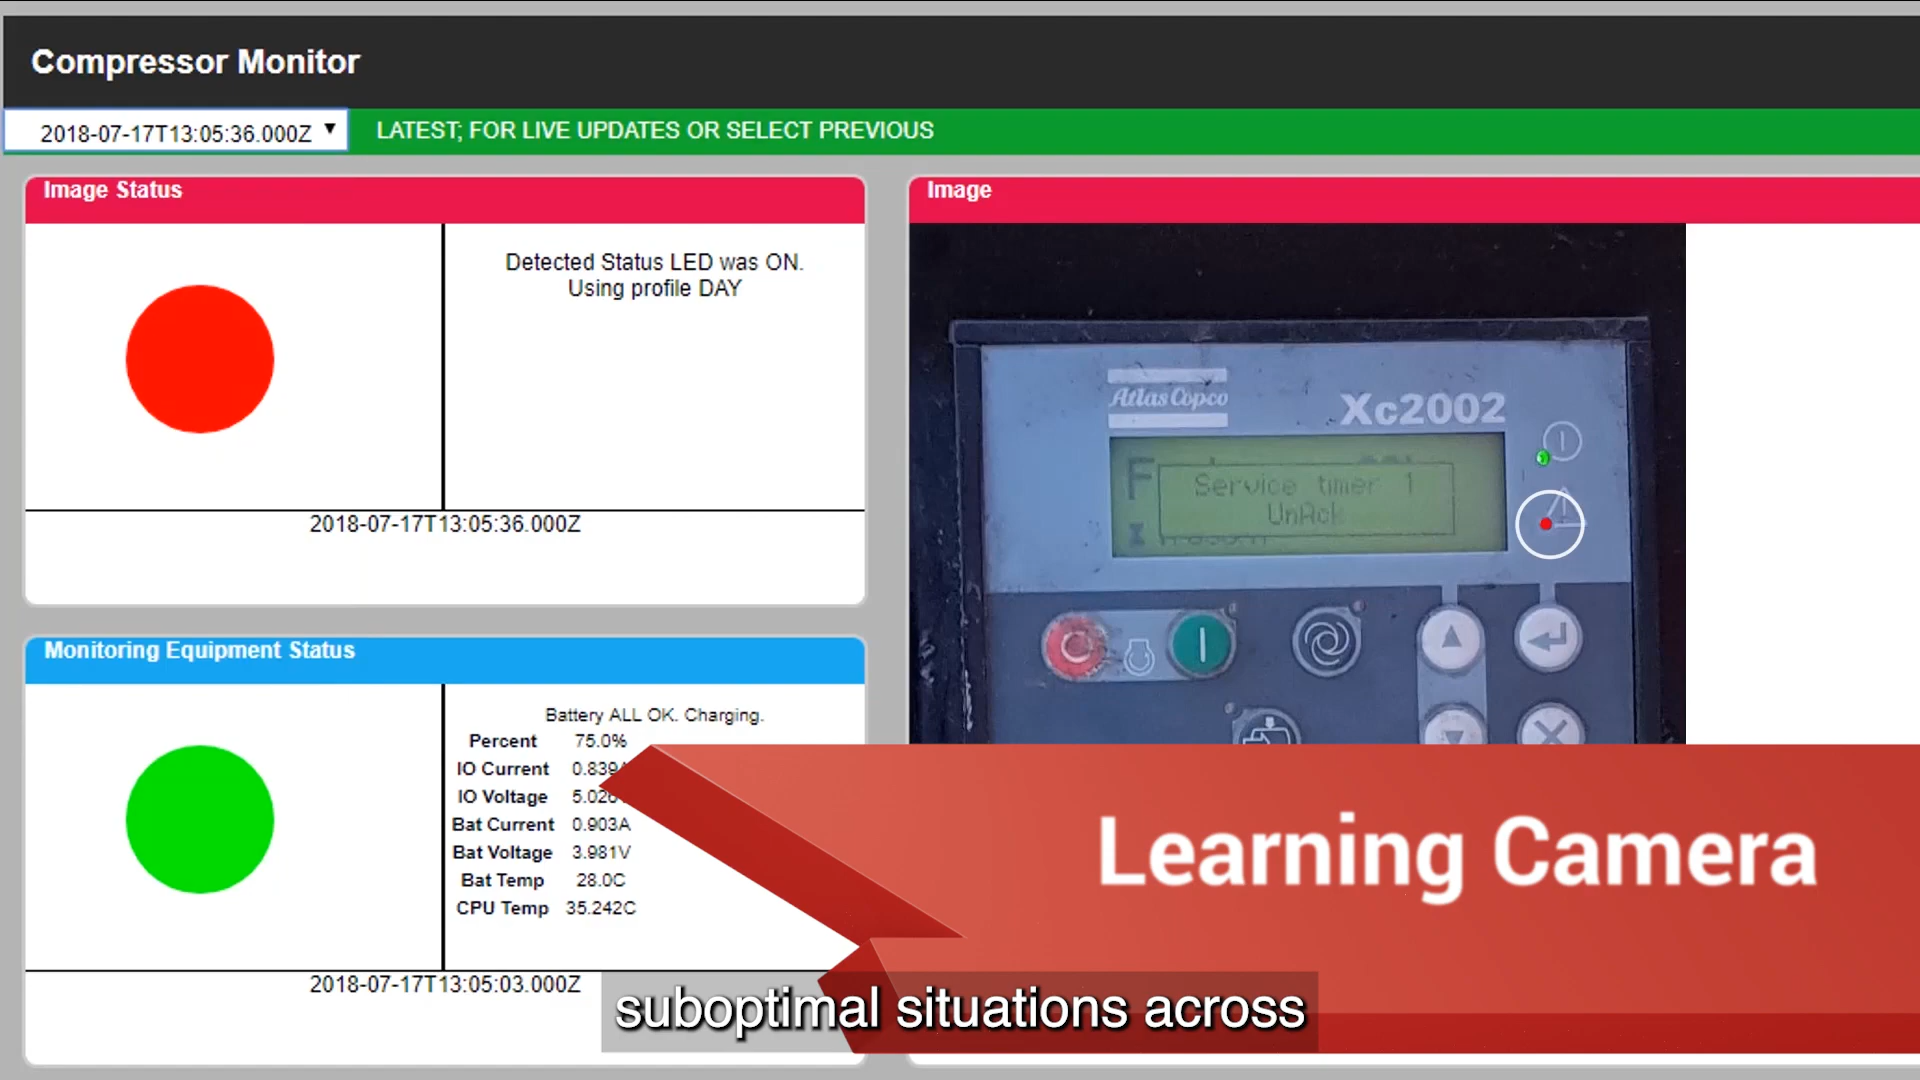 Compressor Monitor
2018-07-17T13:05:36.000Z
LATEST; FOR LIVE UPDATES OR SELECT PREVIOUS
Image Status
Detected Status LED was ON.
Using profile DAY
2018-07-17T13:05:36.000Z
Image
Atlas Copco
Xc2002
Service timer 1
UnAck
Monitoring Equipment Status
Battery ALL OK. Charging.
Percent 75.0%
IO Current 0.839
IO Voltage 5.02
Bat Current 0.903A
Bat Voltage 3.981V
Bat Temp 28.0C
CPU Temp 35.242C
2018-07-17T13:05:03.000Z
Learning Camera
suboptimal situations across